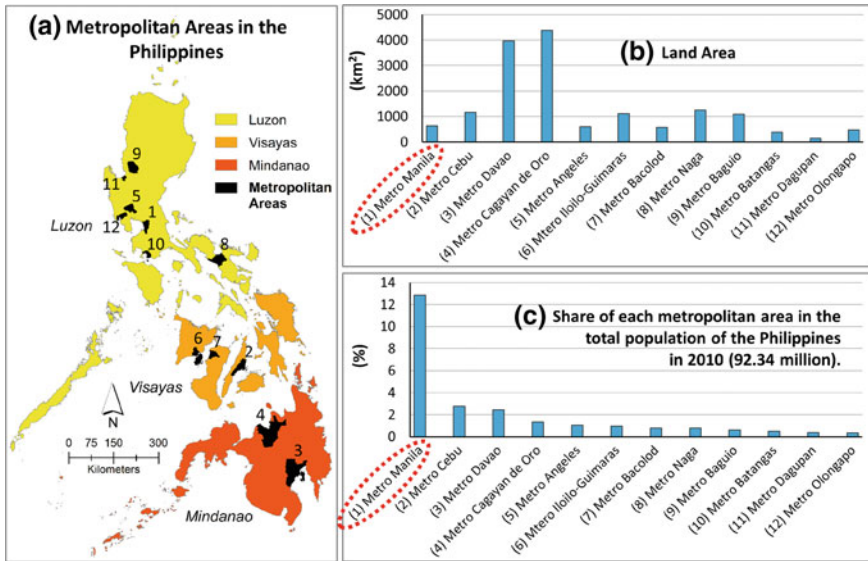 (a) Metropolitan Areas in the
Philippines
Luzon
Visayas
Mindanao
Metropolitan
Areas
9
11
5
1
12
Luzon
10
8
6
7
2
Visayas
4
3
N
0 75 150 300
Kilometers
Mindanao
(b) Land Area
(km²)
5000
4000
3000
2000
1000
0
(1) Metro Manila
(2) Metro Cebu
(3) Metro Davao
(4) Metro Cagayan de Oro
(5) Metro Angeles
(6) Mtero Iloilo-Guimaras
(7) Metro Bacolod
(8) Metro Naga
(9) Metro Baguio
(10) Metro Batangas
(11) Metro Dagupan
(12) Metro Olongapo
(c) Share of each metropolitan area in the
total population of the Philippines
in 2010 (92.34 million).
(%)
14
12
10
8
6
4
2
0
(1) Metro Manila
(2) Metro Cebu
(3) Metro Davao
(4) Metro Cagayan de Oro
(5) Metro Angeles
(6) Mtero Iloilo-Guimaras
(7) Metro Bacolod
(8) Metro Naga
(9) Metro Baguio
(10) Metro Batangas
(11) Metro Dagupan
(12) Metro Olongapo